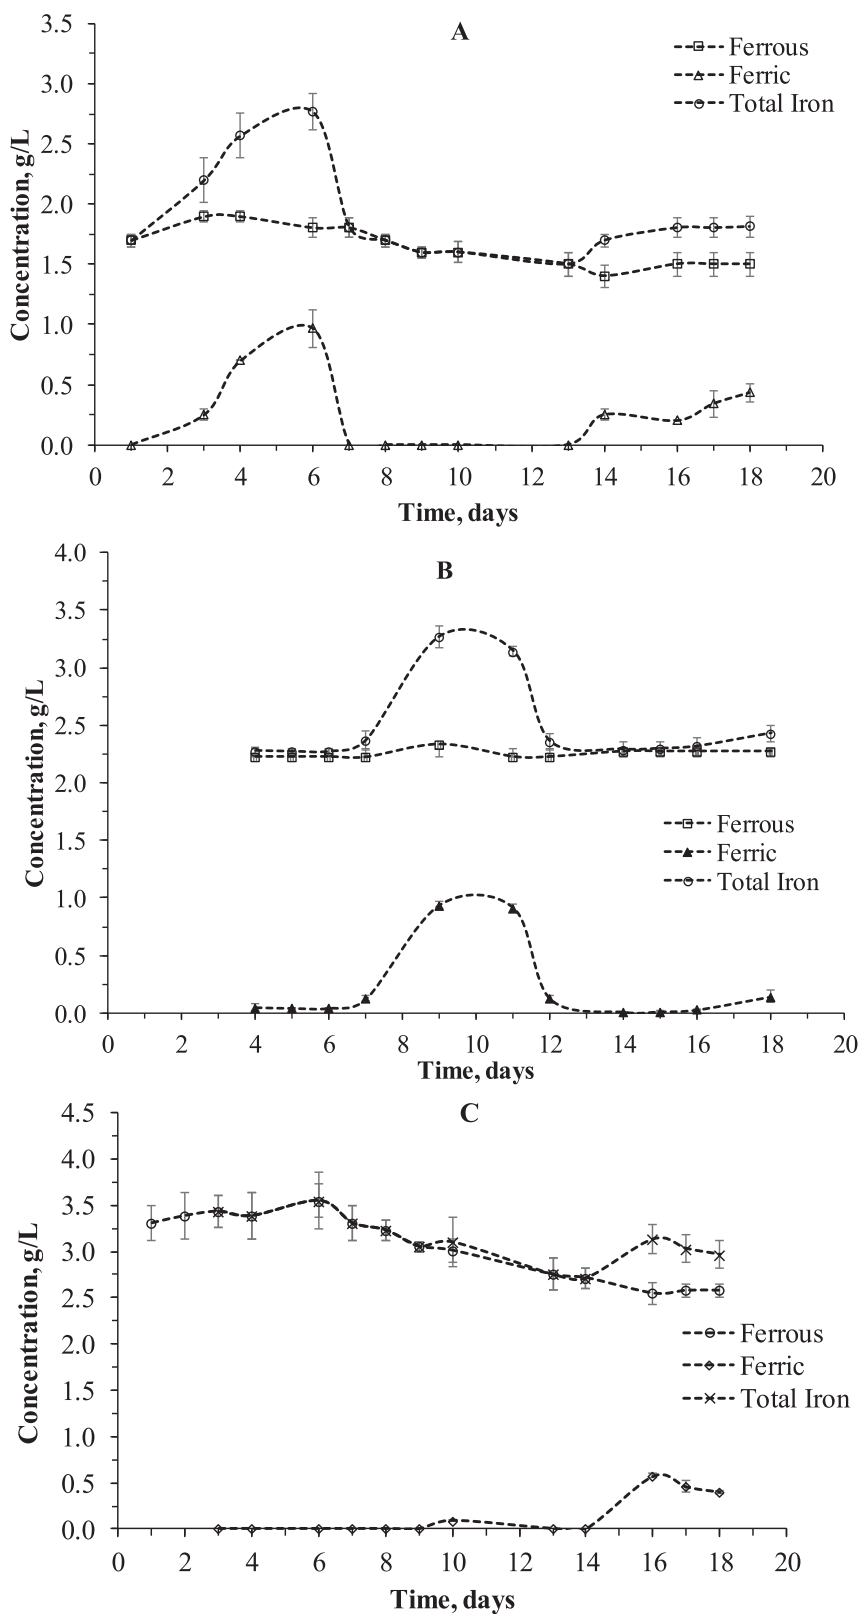 A
3.5
3.0
2.5
2.0
1.5
1.0
0.5
0.0
Concentration, g/L
Ferrous
Ferric
Total Iron
0 2 4 6 8 10 12 14 16 18 20
Time, days
B
4.0
3.5
3.0
2.5
2.0
1.5
1.0
0.5
0.0
Concentration, g/L
Ferrous
Ferric
Total Iron
0 2 4 6 8 10 12 14 16 18 20
Time, days
C
4.5
4.0
3.5
3.0
2.5
2.0
1.5
1.0
0.5
0.0
Concentration, g/L
Ferrous
Ferric
Total Iron
0 2 4 6 8 10 12 14 16 18 20
Time, days